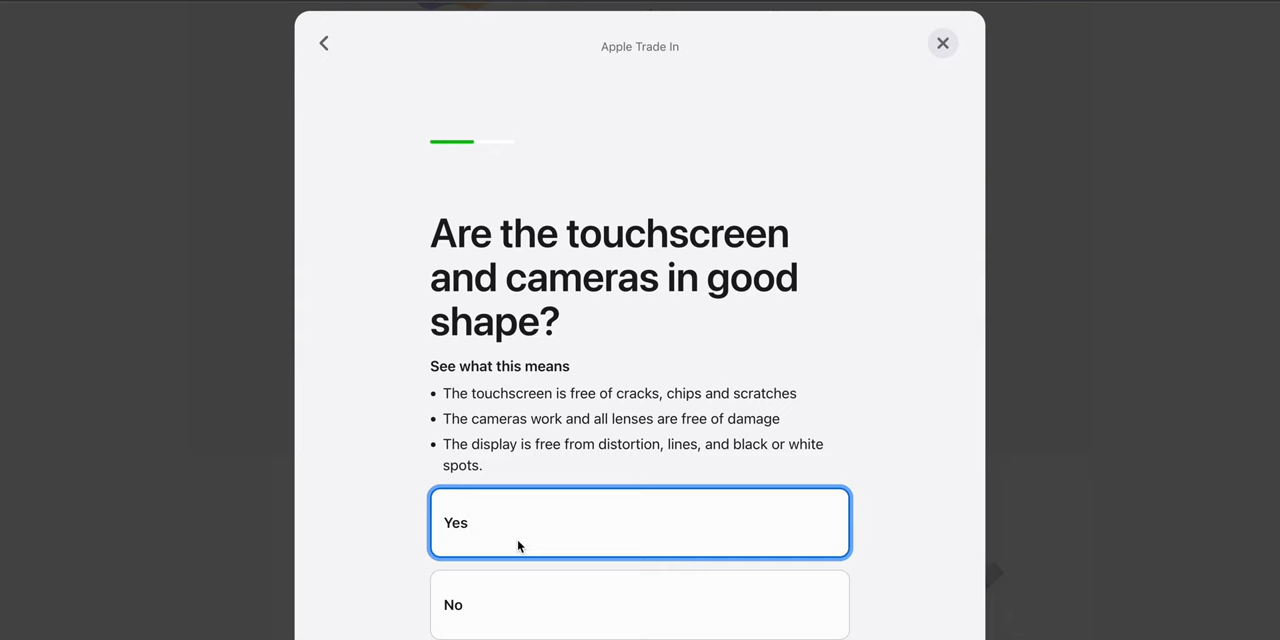 Apple Trade In
Are the touchscreen
and cameras in good
shape?
See what this means
• The touchscreen is free of cracks, chips and scratches
• The cameras work and all lenses are free of damage
• The display is free from distortion, lines, and black or white
spots.
Yes
No